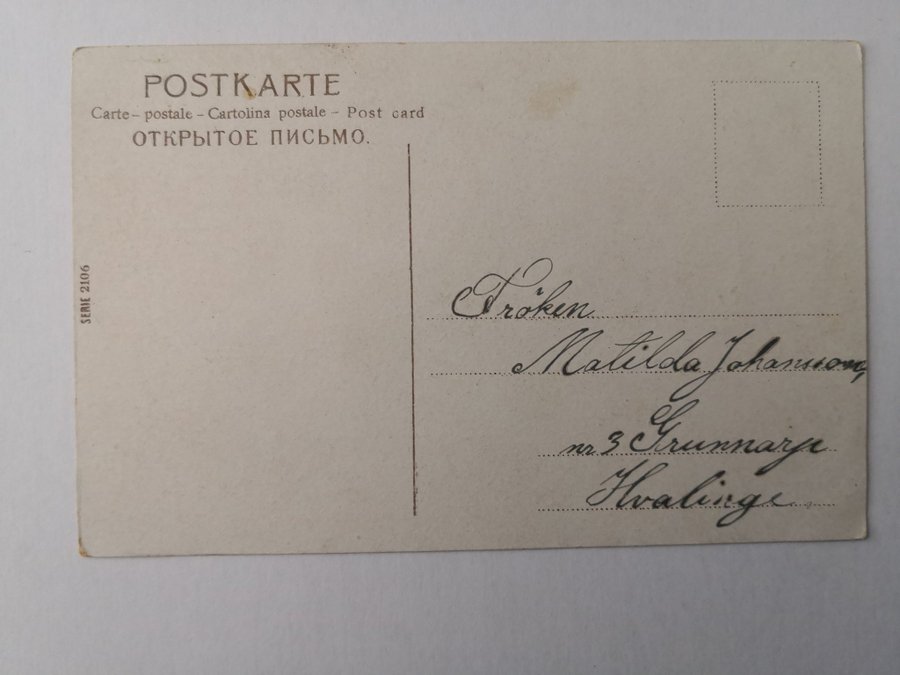 POSTKARTE
Carte – postale – Cartolina postale – Post card
ОТКРЫТОЕ ПИСЬМО.
SERIE 2106
Fröken
Matilda Johansson,
nr 3 Grunnarp
Hvalinge